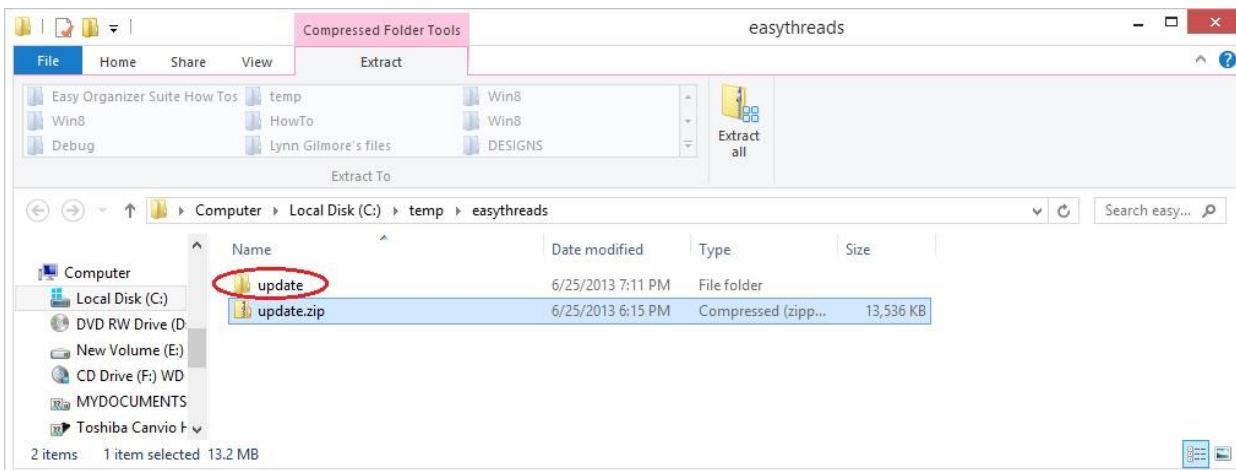 Compressed Folder Tools
easythreads
File Home Share View Extract
Easy Organizer Suite How Tos temp Win8
Win8 HowTo Win8
Debug Lynn Gilmore's files DESIGNS
Extract
all
Extract To
Computer Local Disk (C:) temp easythreads Search easy...
Name Date modified Type Size
Computer
update 6/25/2013 7:11 PM File folder
Local Disk (C:)
update.zip 6/25/2013 6:15 PM Compressed (zipp... 13,536 KB
DVD RW Drive (D:
New Volume (E:)
CD Drive (F:) WD
MYDOCUMENTS
Toshiba Canvio H
2 items 1 item selected 13.2 MB